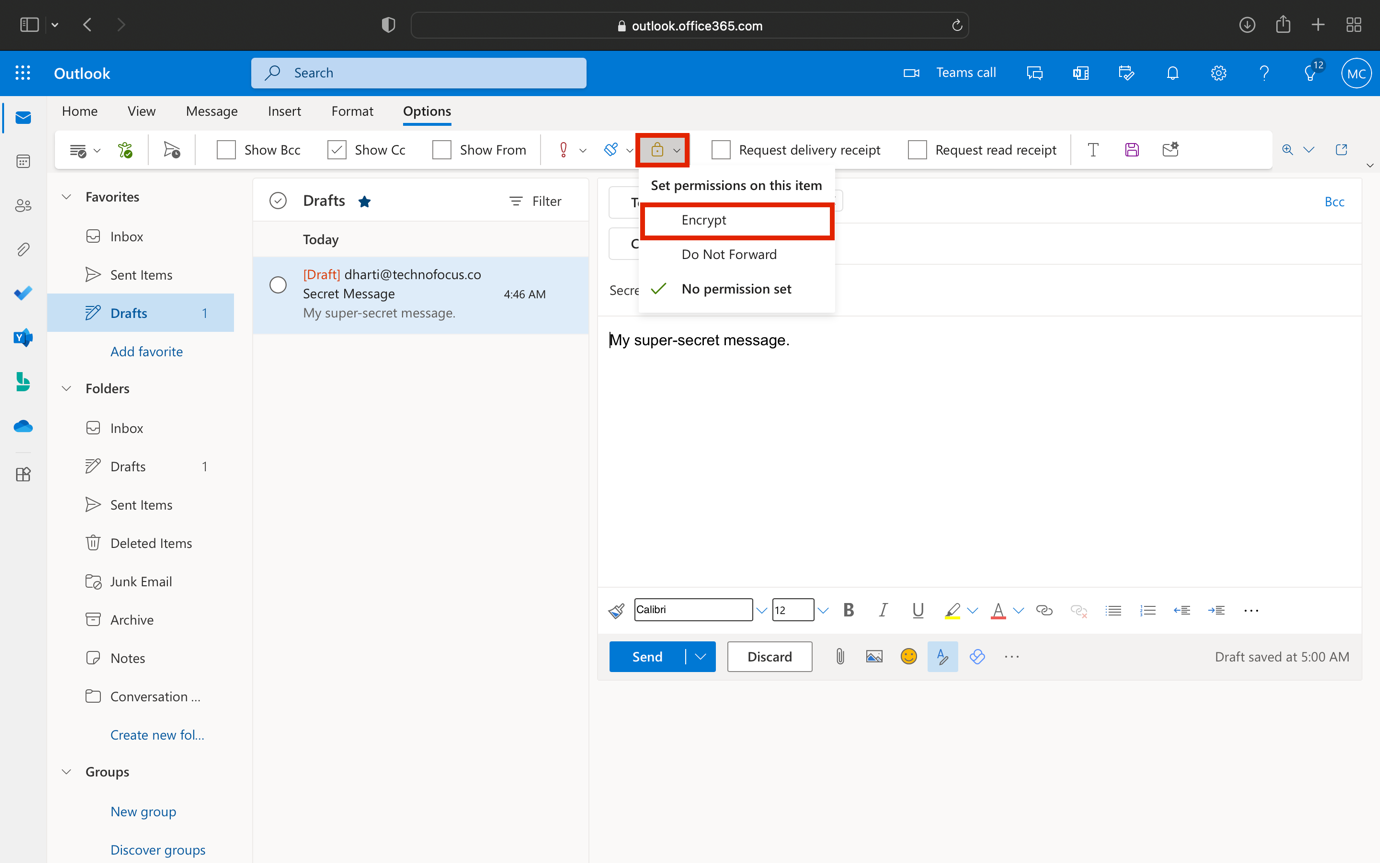 outlook.office365.com
Outlook
Search
Teams call
12
MC
Home View Message Insert Format Options
Show Bcc Show Cc Show From Request delivery receipt Request read receipt
Set permissions on this item
Encrypt
Do Not Forward
No permission set
Favorites
Inbox
Sent Items
Drafts 1
Add favorite
Folders
Inbox
Drafts 1
Sent Items
Deleted Items
Junk Email
Archive
Notes
Conversation ...
Create new fol...
Groups
New group
Discover groups
Drafts
Filter
Today
[Draft] dharti@technofocus.co
Secret Message 4:46 AM
My super-secret message.
Bcc
Secre
My super-secret message.
Calibri 12 B I U A
Send Discard Draft saved at 5:00 AM